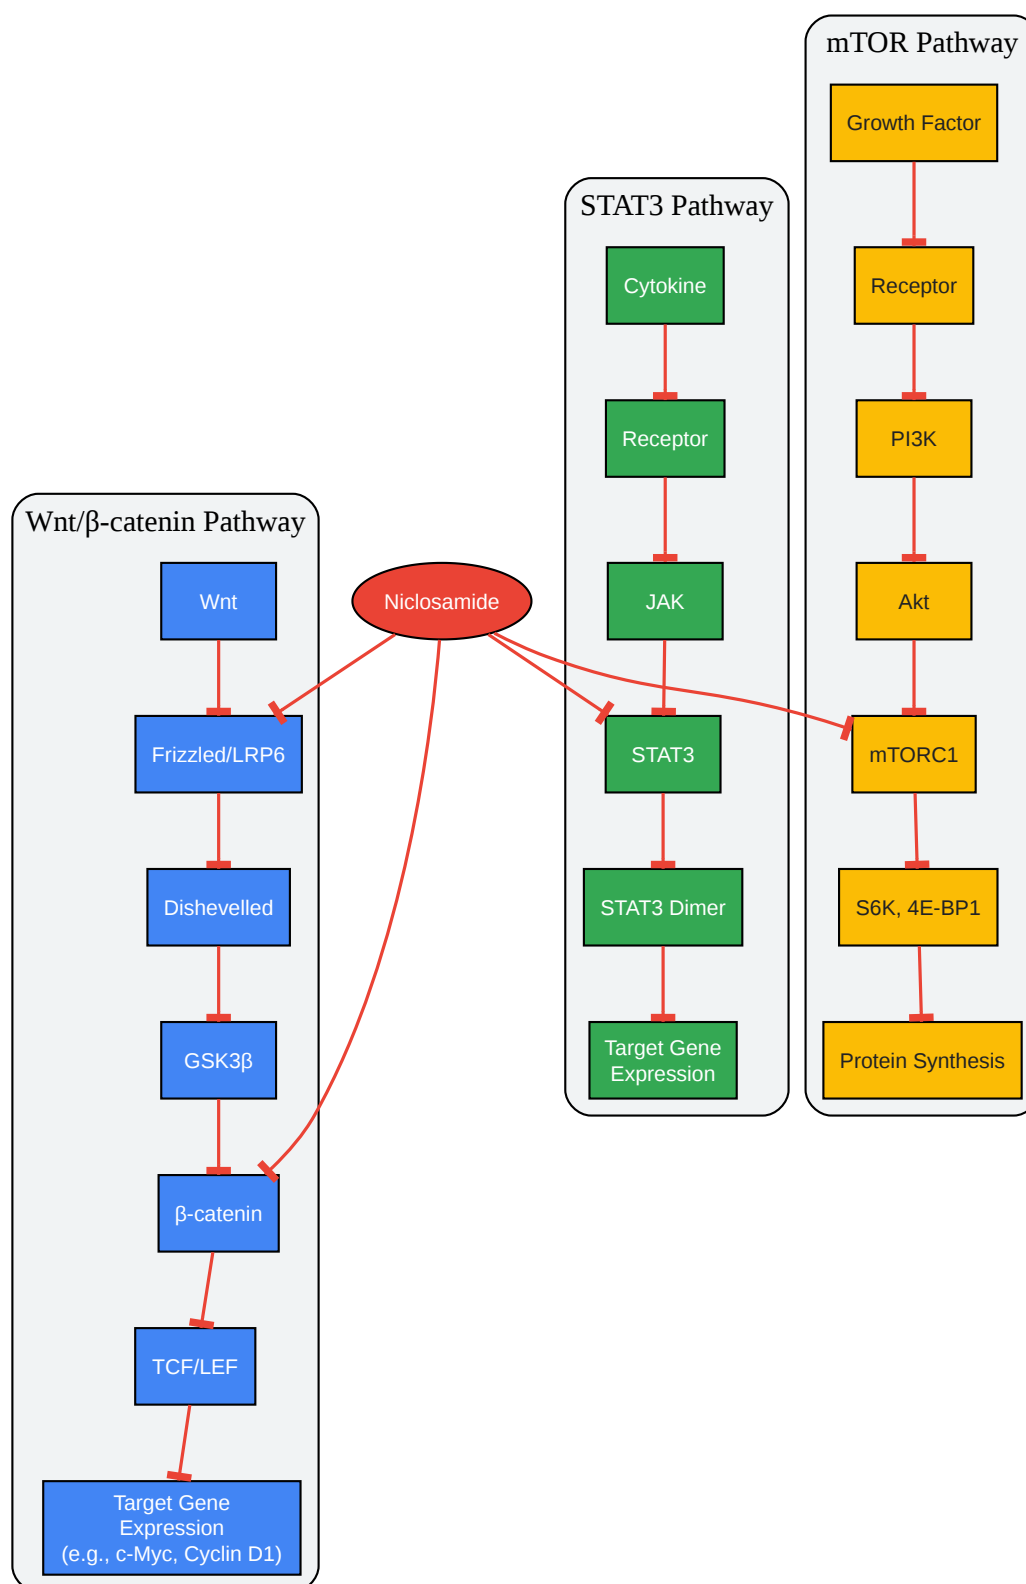 mTOR Pathway
Growth Factor
Receptor
PI3K
Akt
mTORC1
S6K, 4E-BP1
Protein Synthesis
STAT3 Pathway
Cytokine
Receptor
JAK
STAT3
STAT3 Dimer
Target Gene
Expression
Niclosamide
Wnt/β-catenin Pathway
Wnt
Frizzled/LRP6
Dishevelled
GSK3β
β-catenin
TCF/LEF
Target Gene
Expression
(e.g., c-Myc, Cyclin D1)